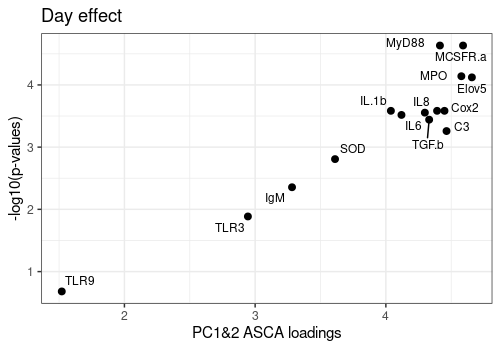 Day effect
MyD88
MCSFR.a
MPO
Elov5
IL.1b
IL8
Cox2
IL6
C3
TGF.b
SOD
IgM
TLR3
TLR9
4
3
2
1
-log10(p-values)
2
3
4
PC1&2 ASCA loadings